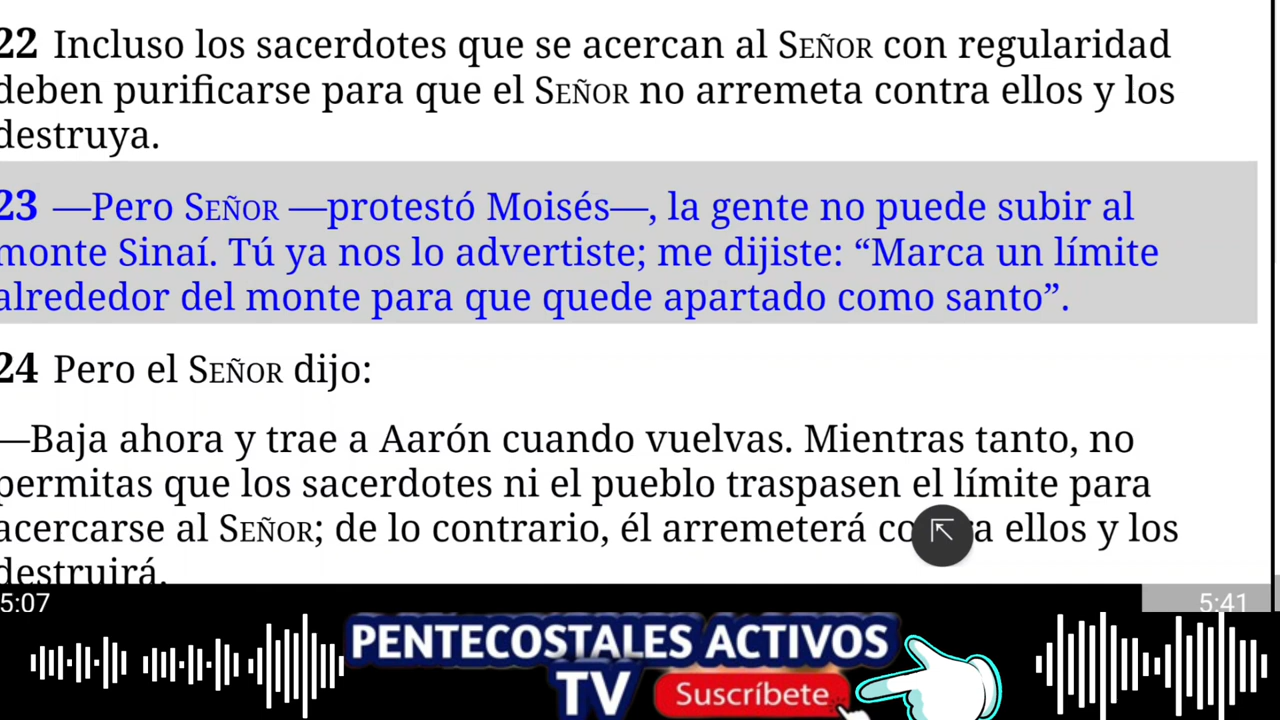 22 Incluso los sacerdotes que se acercan al SEÑOR con regularidad
deben purificarse para que el SEÑOR no arremeta contra ellos y los
destruya.
23 —Pero SEÑOR —protestó Moisés—, la gente no puede subir al
monte Sinaí. Tú ya nos lo advertiste; me dijiste: “Marca un límite
alrededor del monte para que quede apartado como santo”.
24 Pero el SEÑOR dijo:
—Baja ahora y trae a Aarón cuando vuelvas. Mientras tanto, no
permitas que los sacerdotes ni el pueblo traspasen el límite para
acercarse al SEÑOR; de lo contrario, él arremeterá contra ellos y los
destruirá.
5:07 5:41
PENTECOSTALES ACTIVOS
TV Suscríbete